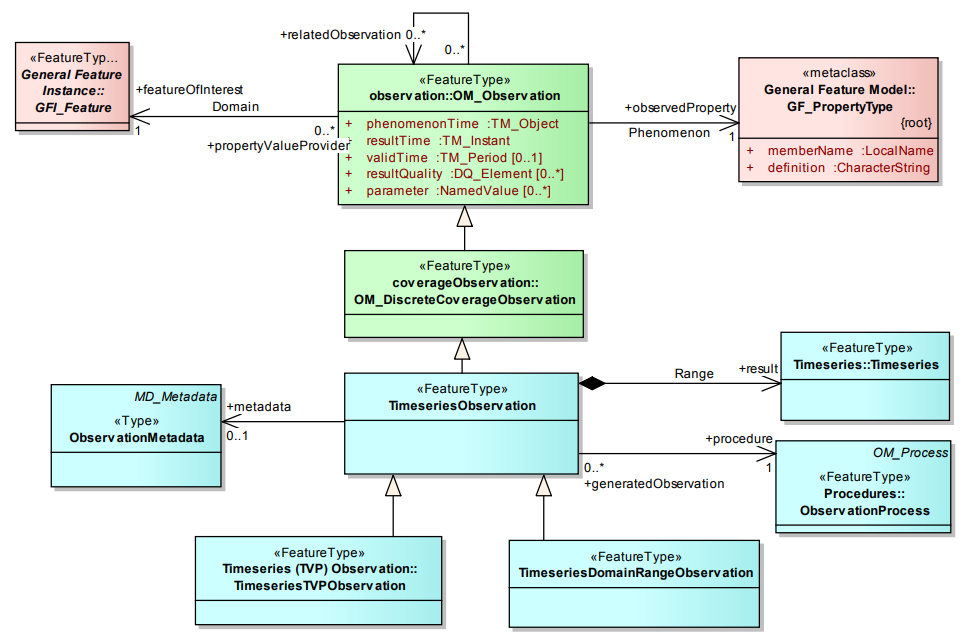 +relatedObservation 0..*
0..*
«FeatureTyp...
General Feature
Instance::
GFI_Feature
+featureOfInterest
Domain
1
0..*
+propertyValueProvider
«FeatureType»
observation::OM_Observation
+ phenomenonTime :TM_Object
+ resultTime :TM_Instant
+ validTime :TM_Period [0..1]
+ resultQuality :DQ_Element [0..*]
+ parameter :NamedValue [0..*]
+observedProperty
Phenomenon
1
«metaclass»
General Feature Model::
GF_PropertyType
{root}
+ memberName :LocalName
+ definition :CharacterString
«FeatureType»
coverageObservation::
OM_DiscreteCoverageObservation
«FeatureType»
TimeseriesObservation
Range
+result
«FeatureType»
Timeseries::Timeseries
MD_Metadata
«Type»
ObservationMetadata
+metadata
0..1
+procedure
1
0..*
+generatedObservation
OM_Process
«FeatureType»
Procedures::
ObservationProcess
«FeatureType»
Timeseries (TVP) Observation::
TimeseriesTVPObservation
«FeatureType»
TimeseriesDomainRangeObservation